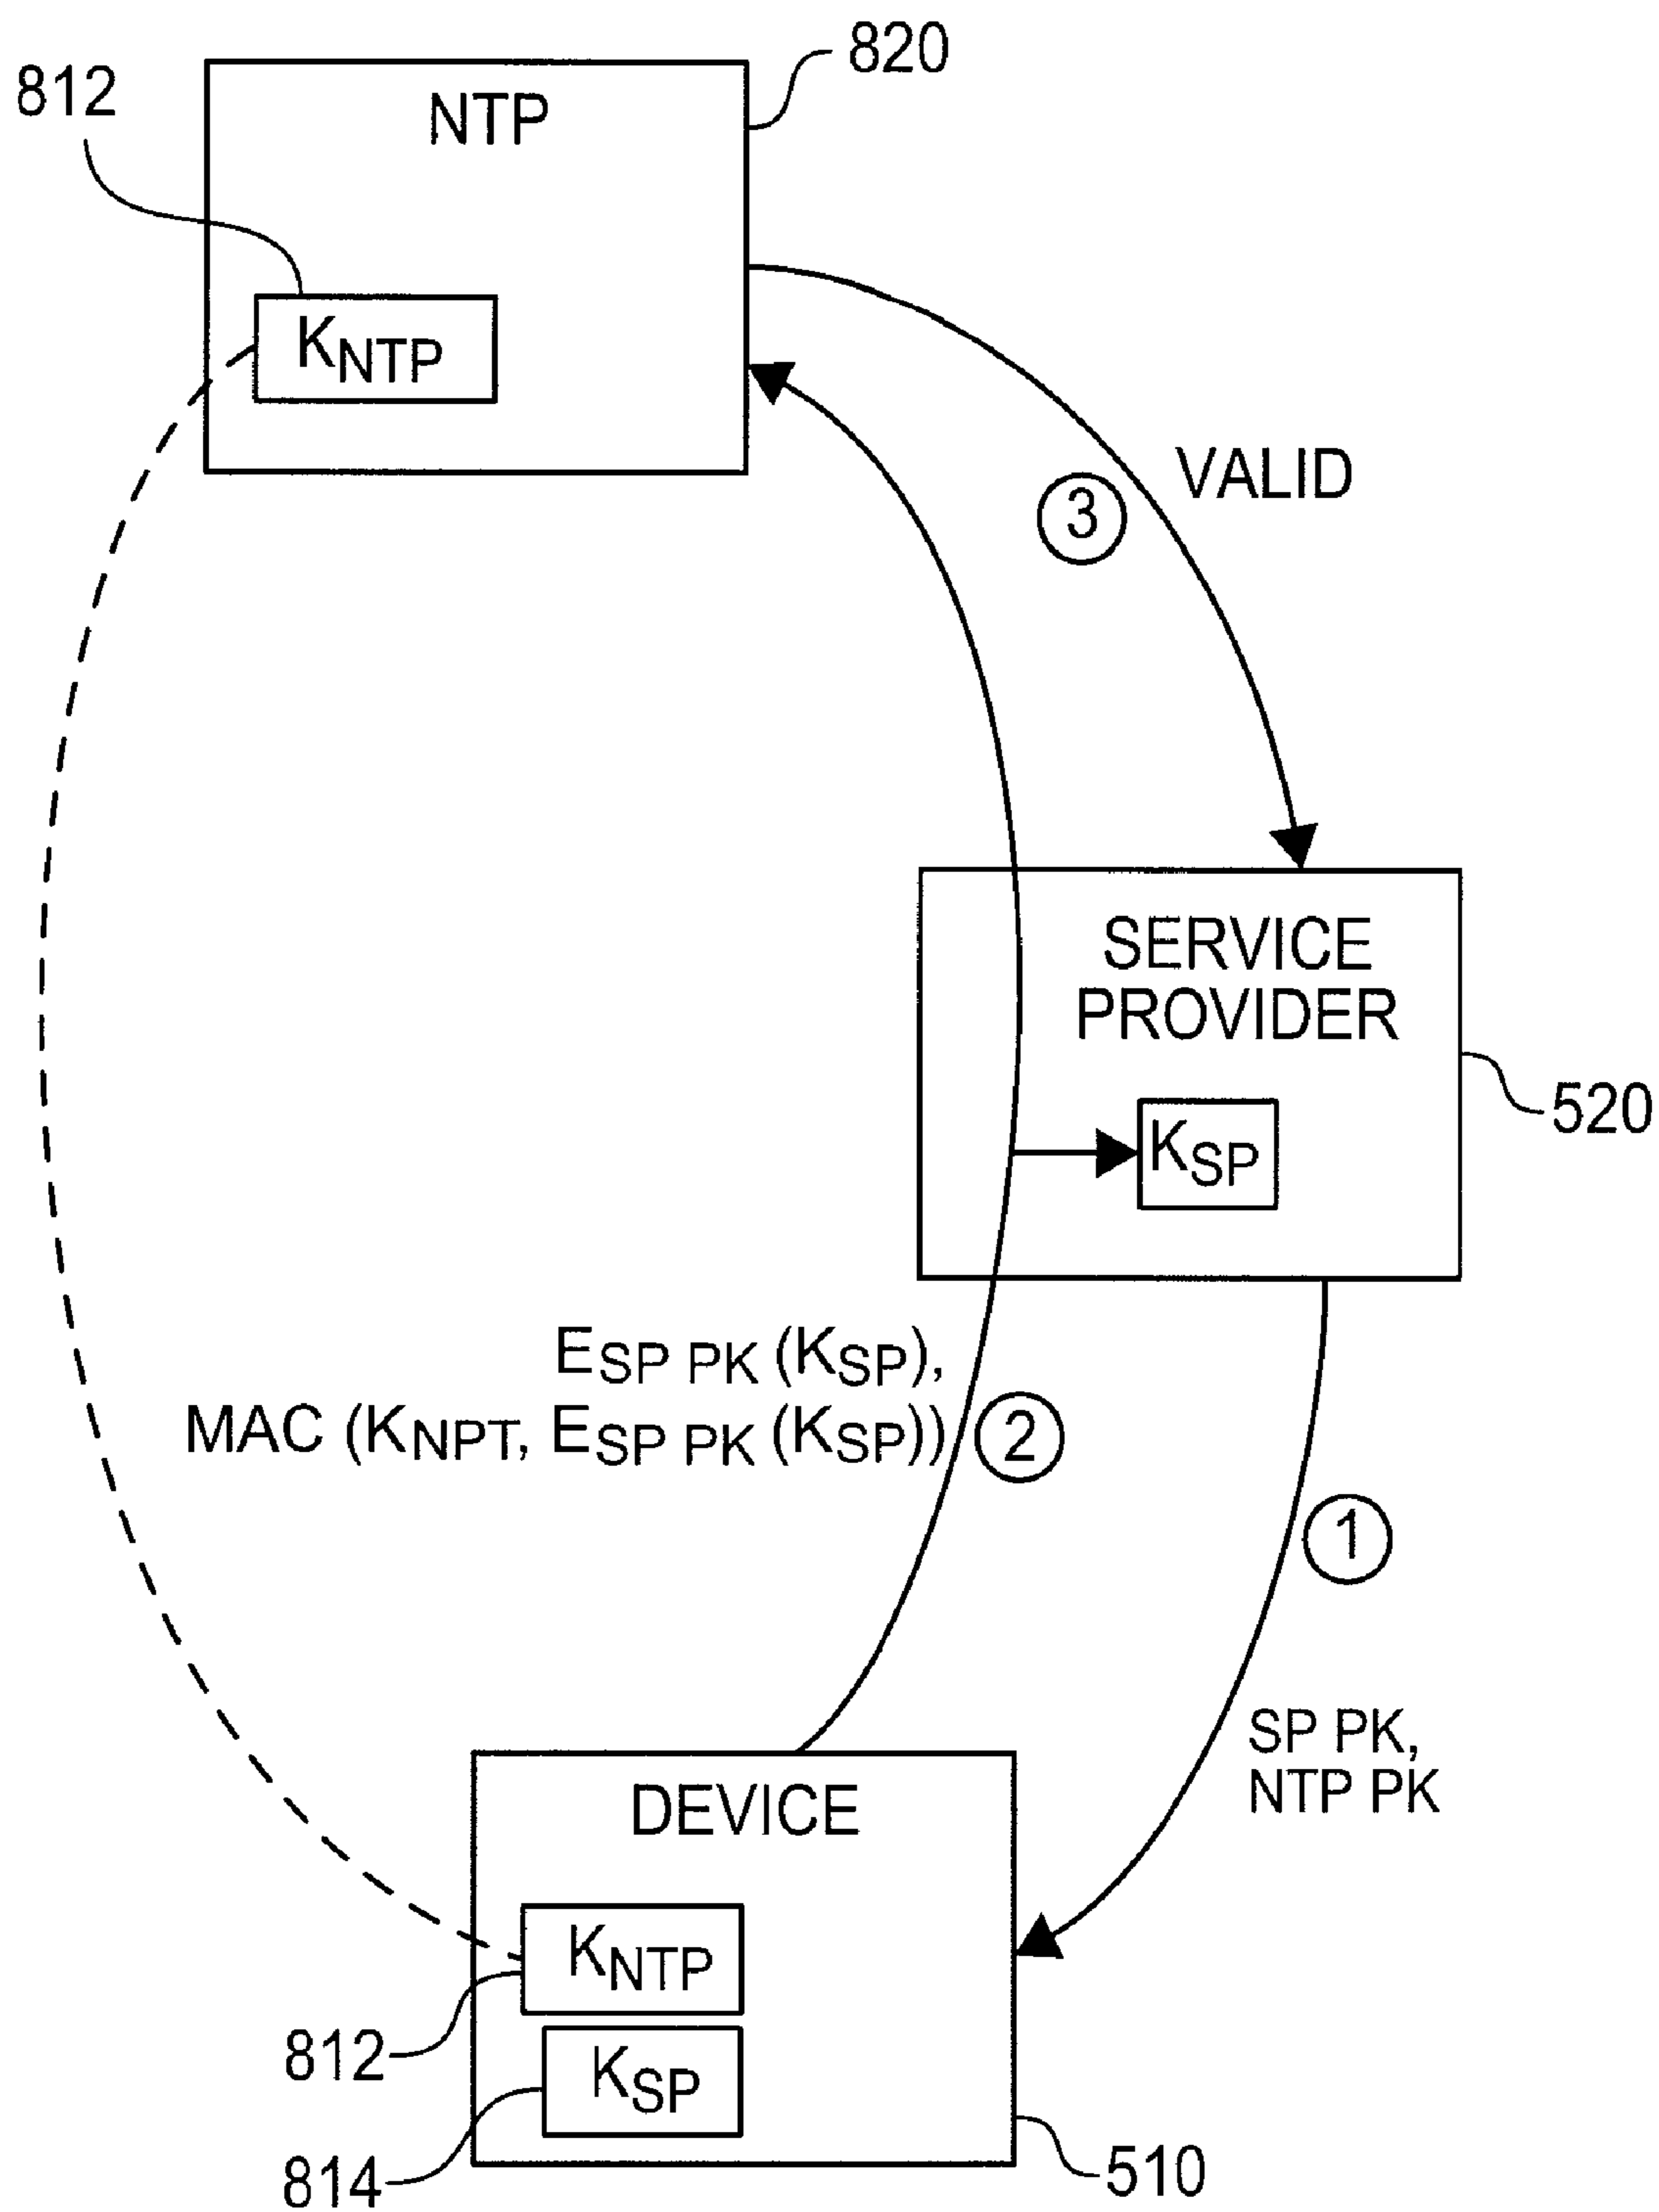 820
812
NTP
KNTP
VALID
3
SERVICE
PROVIDER
520
KSP
ESP PK (KSP),
MAC (KNPT, ESP PK (KSP))
2
1
SP PK,
NTP PK
DEVICE
KNTP
812
KSP
814
510